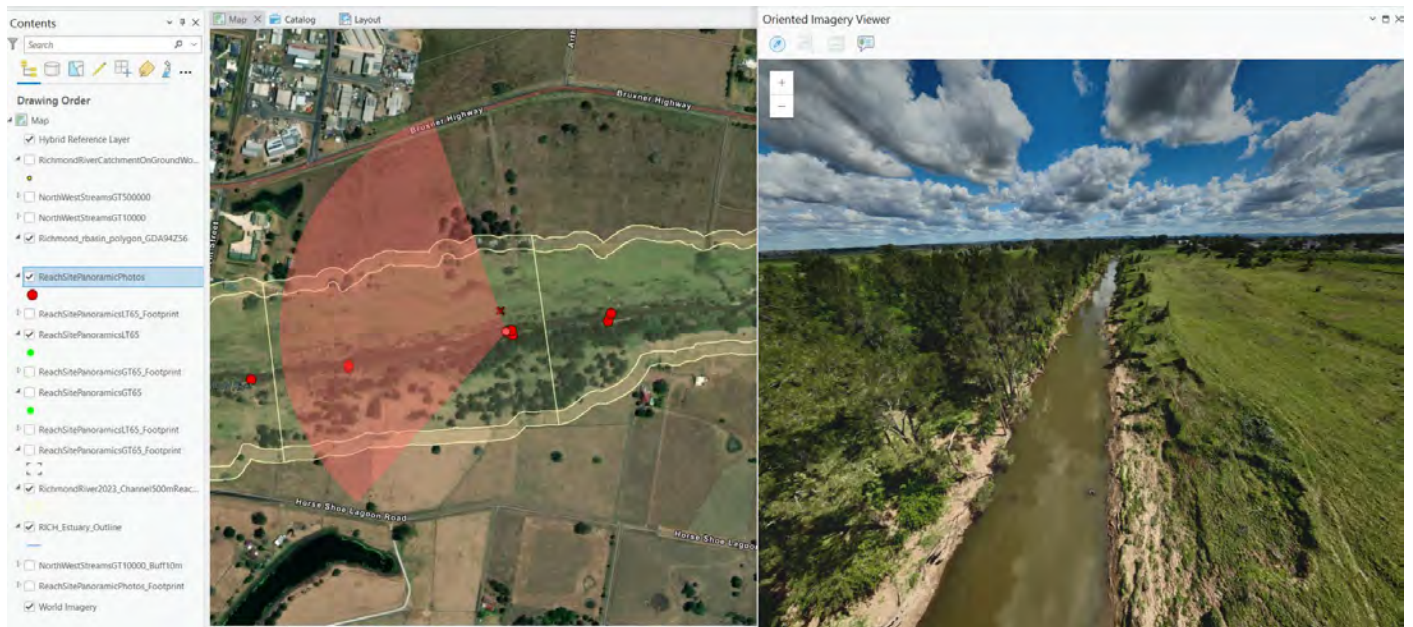 Contents
Search
Drawing Order
Map
Hybrid Reference Layer
RichmondRiverCatchmentOnGroundWo...
NorthWestStreamsGT500000
NorthWestStreamsGT10000
Richmond_rbasin_polygon_GDA94Z56
ReachSitePanoramicPhotos
ReachSitePanoramicsLT65_Footprint
ReachSitePanoramicsLT65
ReachSitePanoramicsGT65_Footprint
ReachSitePanoramicsGT65
ReachSitePanoramicsLT65_Footprint
ReachSitePanoramicsGT65_Footprint
RichmondRiver2023_Channel500mReac...
RICH_Estuary_Outline
NorthWestStreamsGT10000_Buff10m
ReachSitePanoramicPhotos_Footprint
World Imagery
Map
Catalog
Layout
Bruxner Highway
Bruxner Highway
Horse Shoe Lagoon Road
Horse Shoe Lagoon
Oriented Imagery Viewer